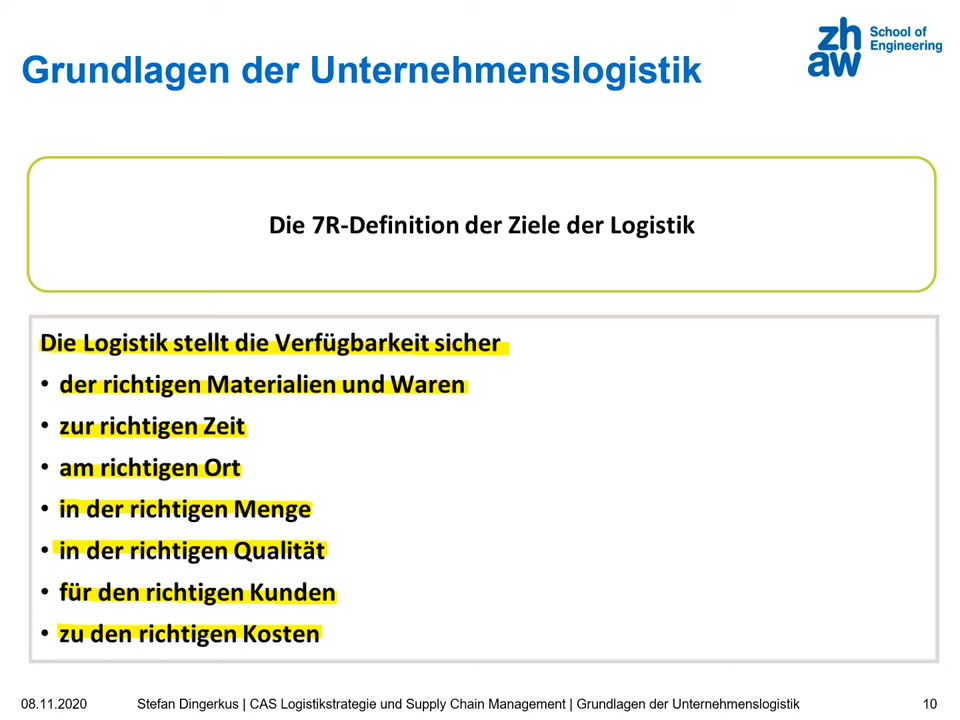 Grundlagen der Unternehmenslogistik
zh
aw
School of
Engineering
Die 7R-Definition der Ziele der Logistik
Die Logistik stellt die Verfügbarkeit sicher
• der richtigen Materialien und Waren
• zur richtigen Zeit
• am richtigen Ort
• in der richtigen Menge
• in der richtigen Qualität
• für den richtigen Kunden
• zu den richtigen Kosten
08.11.2020 Stefan Dingerkus | CAS Logistikstrategie und Supply Chain Management | Grundlagen der Unternehmenslogistik 10